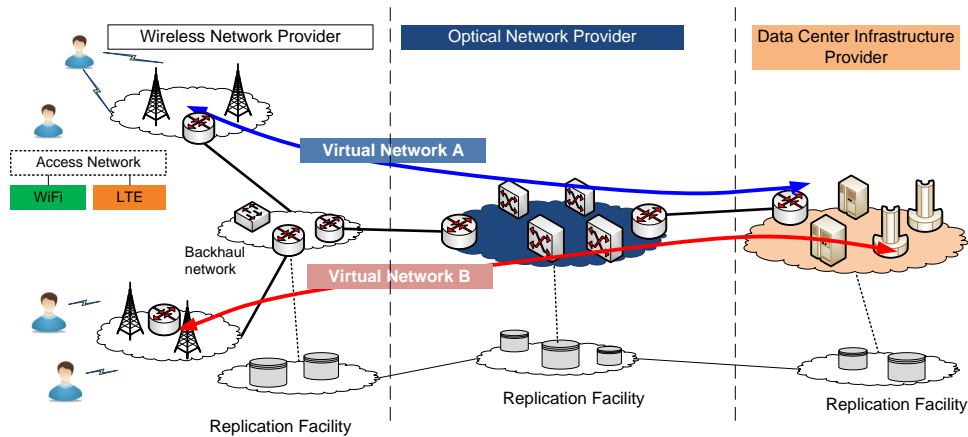 Wireless Network Provider
Optical Network Provider
Data Center Infrastructure
Provider
Virtual Network A
Access Network
WiFi
LTE
Backhaul
network
Virtual Network B
Replication Facility
Replication Facility
Replication Facility